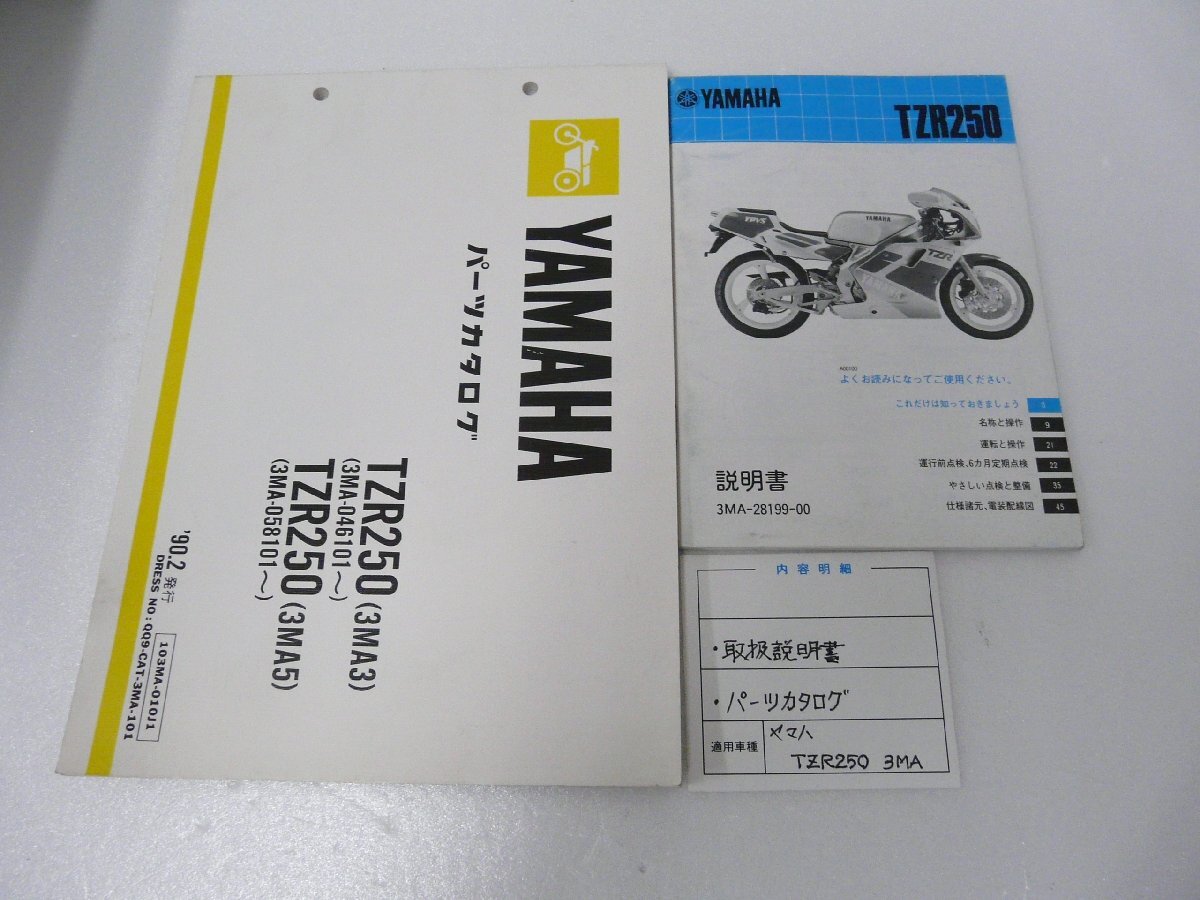 YAMAHA
パーツカタログ
TZR250 (3MA3)
(3MA-046101〜)
TZR250 (3MA5)
(3MA-058101〜)
'90.2 発行
103MA-010J1
DRESS NO:QQ9-CAT-3MA-101
YAMAHA
TZR250
YPVS
YAMAHA
TZR
よくお読みになってご使用ください。
これだけは知っておきましょう
名称と操作 9
運転と操作 21
運行前点検、6カ月定期点検 22
やさしい点検と整備 35
仕様諸元、電装配線図 45
説明書
3MA-28199-00
内容明細
・取扱説明書
・パーツカタログ
適用車種 ヤマハ
TZR250 3MA